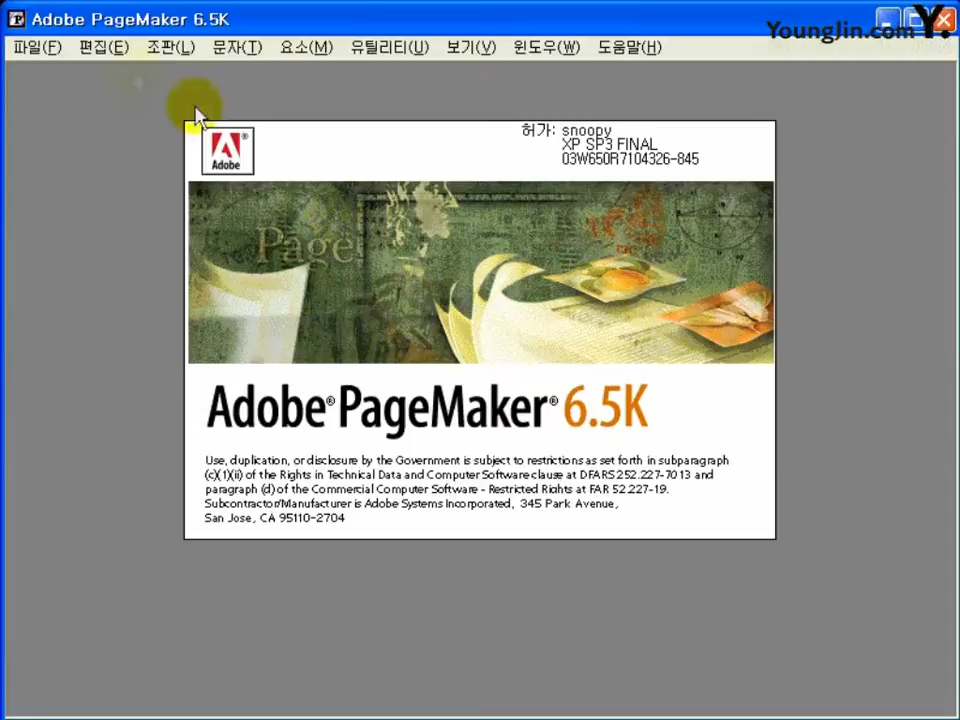 Adobe PageMaker 6.5K
YoungJin.com Y.
파일(F) 편집(E) 조판(L) 문자(T) 요소(M) 유틸리티(U) 보기(V) 윈도우(W) 도움말(H)
Adobe
허가: snoopy
XP SP3 FINAL
03W650R7104326-845
Page
Adobe® PageMaker® 6.5K
Use, duplication, or disclosure by the Government is subject to restrictions as set forth in subparagraph
(c)(1)(ii) of the Rights in Technical Data and Computer Software clause at DFARS 252.227-7013 and
paragraph (d) of the Commercial Computer Software - Restricted Rights at FAR 52.227-19.
Subcontractor/Manufacturer is Adobe Systems Incorporated, 345 Park Avenue,
San Jose, CA 95110-2704